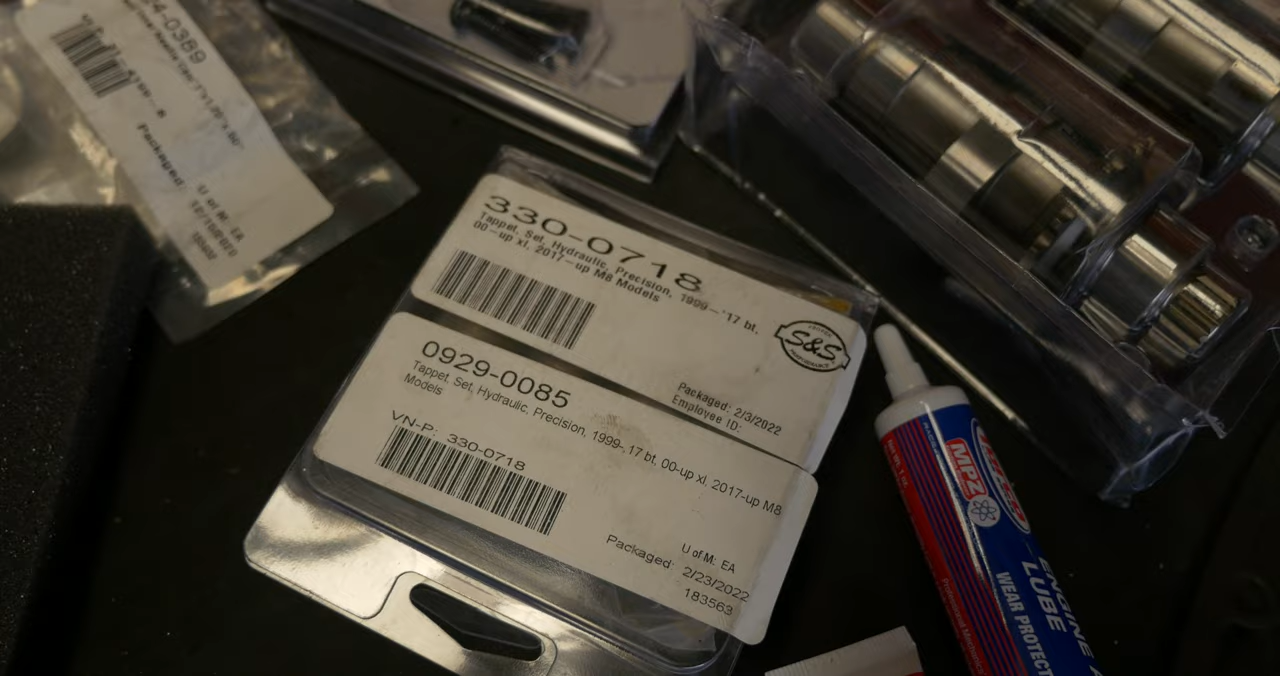 4-0389
Packaged:
U of M: EA
330-0718
Tappet, Set, Hydraulic, Precision, 1999-'17 bt,
00-up xl, 2017-up M8 Models
S&S
Packaged: 2/3/2022
Employee ID:
0929-0085
Tappet, Set, Hydraulic, Precision, 1999-,17 bt, 00-up xl, 2017-up M8
Models
VN-P: 330-0718
U of M: EA
Packaged: 2/23/2022
183563
MPZ
ENGINE
LUBE
WEAR PROTECT